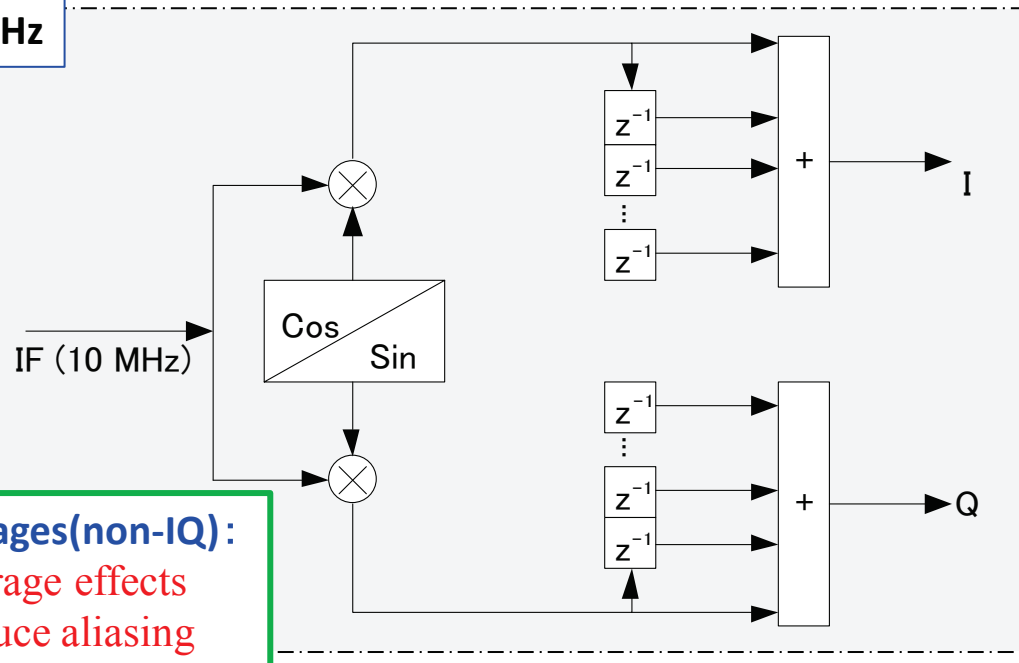 Hz
z⁻¹
z⁻¹
⋮
z⁻¹
+
I
IF (10 MHz)
Cos
Sin
z⁻¹
⋮
z⁻¹
z⁻¹
+
Q
ages(non-IQ):
rage effects
uce aliasing